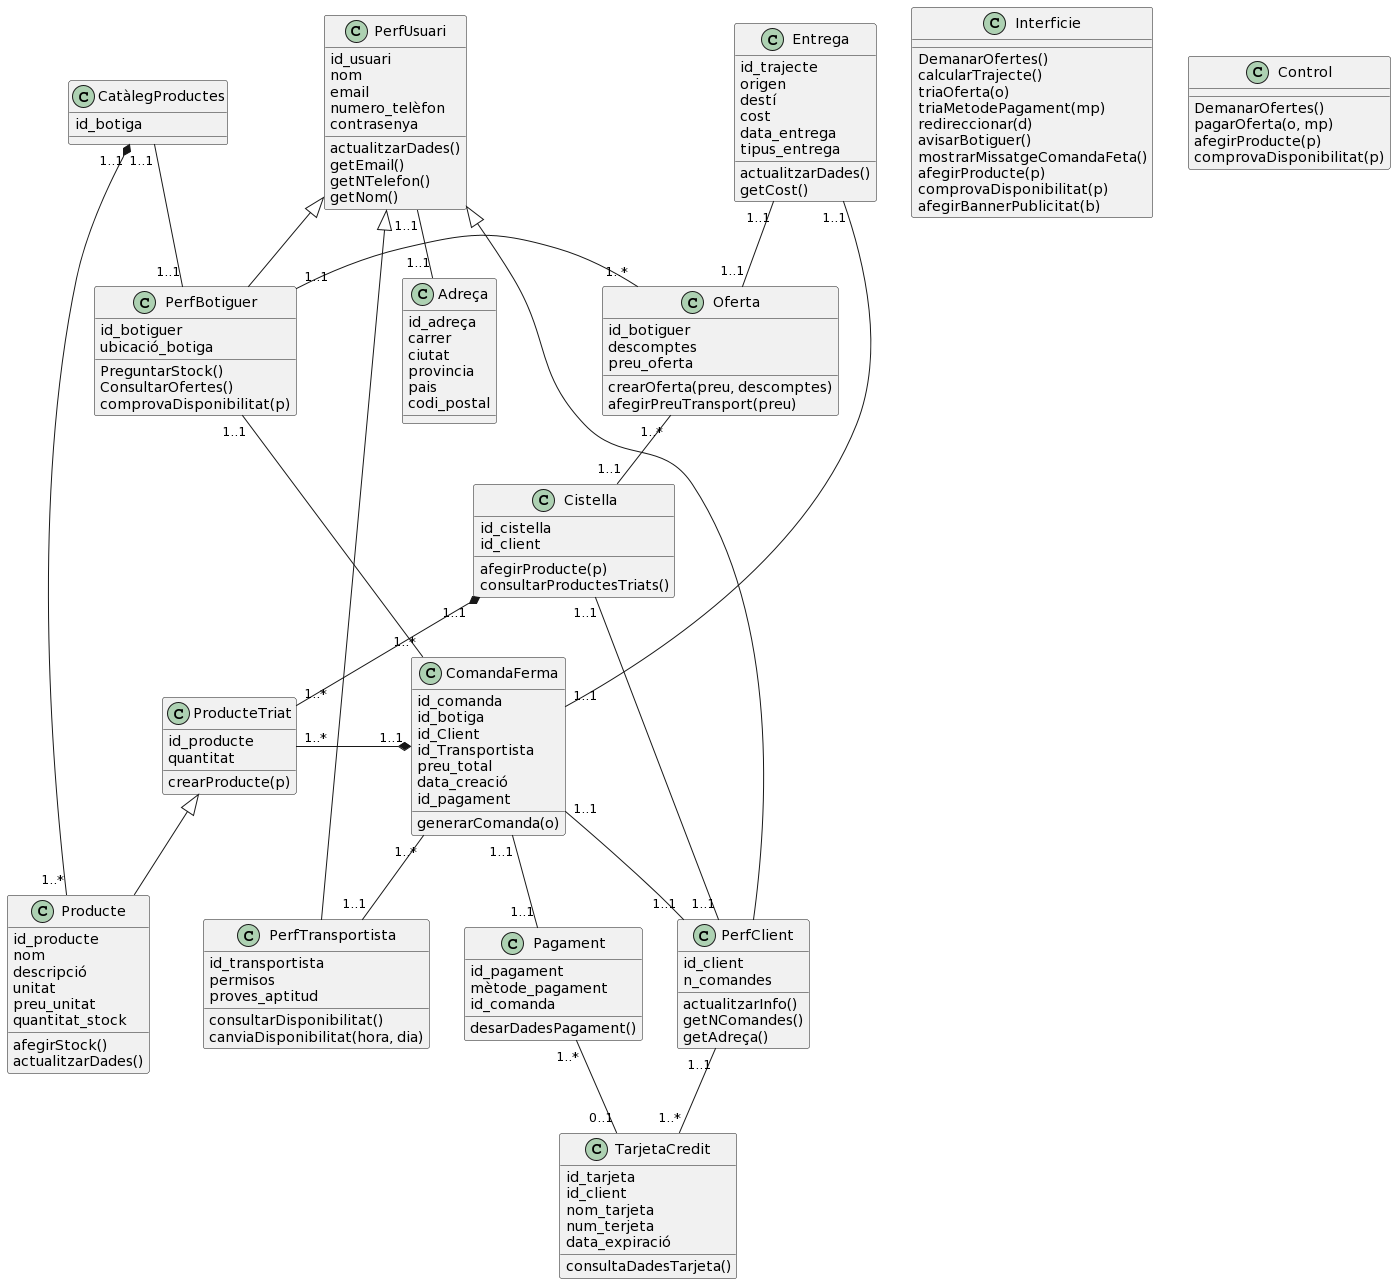 C PerfUsuari
id_usuari
nom
email
numero_telèfon
contrasenya
actualitzarDades()
getEmail()
getNTelefon()
getNom()
C Entrega
id_trajecte
origen
destí
cost
data_entrega
tipus_entrega
actualitzarDades()
getCost()
C Interficie
DemanarOfertes()
calcularTrajecte()
triaOferta(o)
triaMetodePagament(mp)
redireccionar(d)
avisarBotiguer()
mostrarMissatgeComandaFeta()
afegirProducte(p)
comprovaDisponibilitat(p)
afegirBannerPublicitat(b)
C Control
DemanarOfertes()
pagarOferta(o, mp)
afegirProducte(p)
comprovaDisponibilitat(p)
C CatàlegProductes
id_botiga
1..1
1..1
1..1
1..1
1..1
1..1
1..1
1..1
1..1
1..*
C PerfBotiguer
id_botiguer
ubicació_botiga
PreguntarStock()
ConsultarOfertes()
comprovaDisponibilitat(p)
C Adreça
id_adreça
carrer
ciutat
provincia
pais
codi_postal
C Oferta
id_botiguer
descomptes
preu_oferta
crearOferta(preu, descomptes)
afegirPreuTransport(preu)
1..1
1..*
1..1
C Cistella
id_cistella
id_client
afegirProducte(p)
consultarProductesTriats()
1..1
1..1
1..*
1..*
1..1
C ComandaFerma
id_comanda
id_botiga
id_Client
id_Transportista
preu_total
data_creació
id_pagament
generarComanda(o)
C ProducteTriat
id_producte
quantitat
crearProducte(p)
1..*
1..1
1..1
1..*
1..1
1..*
1..1
1..1
1..1
1..1
C Producte
id_producte
nom
descripció
unitat
preu_unitat
quantitat_stock
afegirStock()
actualitzarDades()
C PerfTransportista
id_transportista
permisos
proves_aptitud
consultarDisponibilitat()
canviaDisponibilitat(hora, dia)
C Pagament
id_pagament
mètode_pagament
id_comanda
desarDadesPagament()
C PerfClient
id_client
n_comandes
actualitzarInfo()
getNComandes()
getAdreça()
1..*
1..1
0..1
1..*
C TarjetaCredit
id_tarjeta
id_client
nom_tarjeta
num_terjeta
data_expiració
consultaDadesTarjeta()